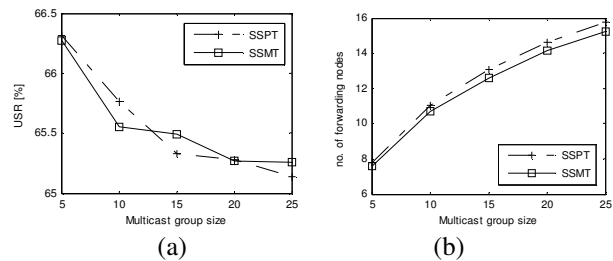 66.5
66
65.5
65
USR [%]
SSPT
SSMT
5 10 15 20 25
Multicast group size
(a)
16
14
12
10
8
6
no. of forwarding nodes
SSPT
SSMT
5 10 15 20 25
Multicast group size
(b)